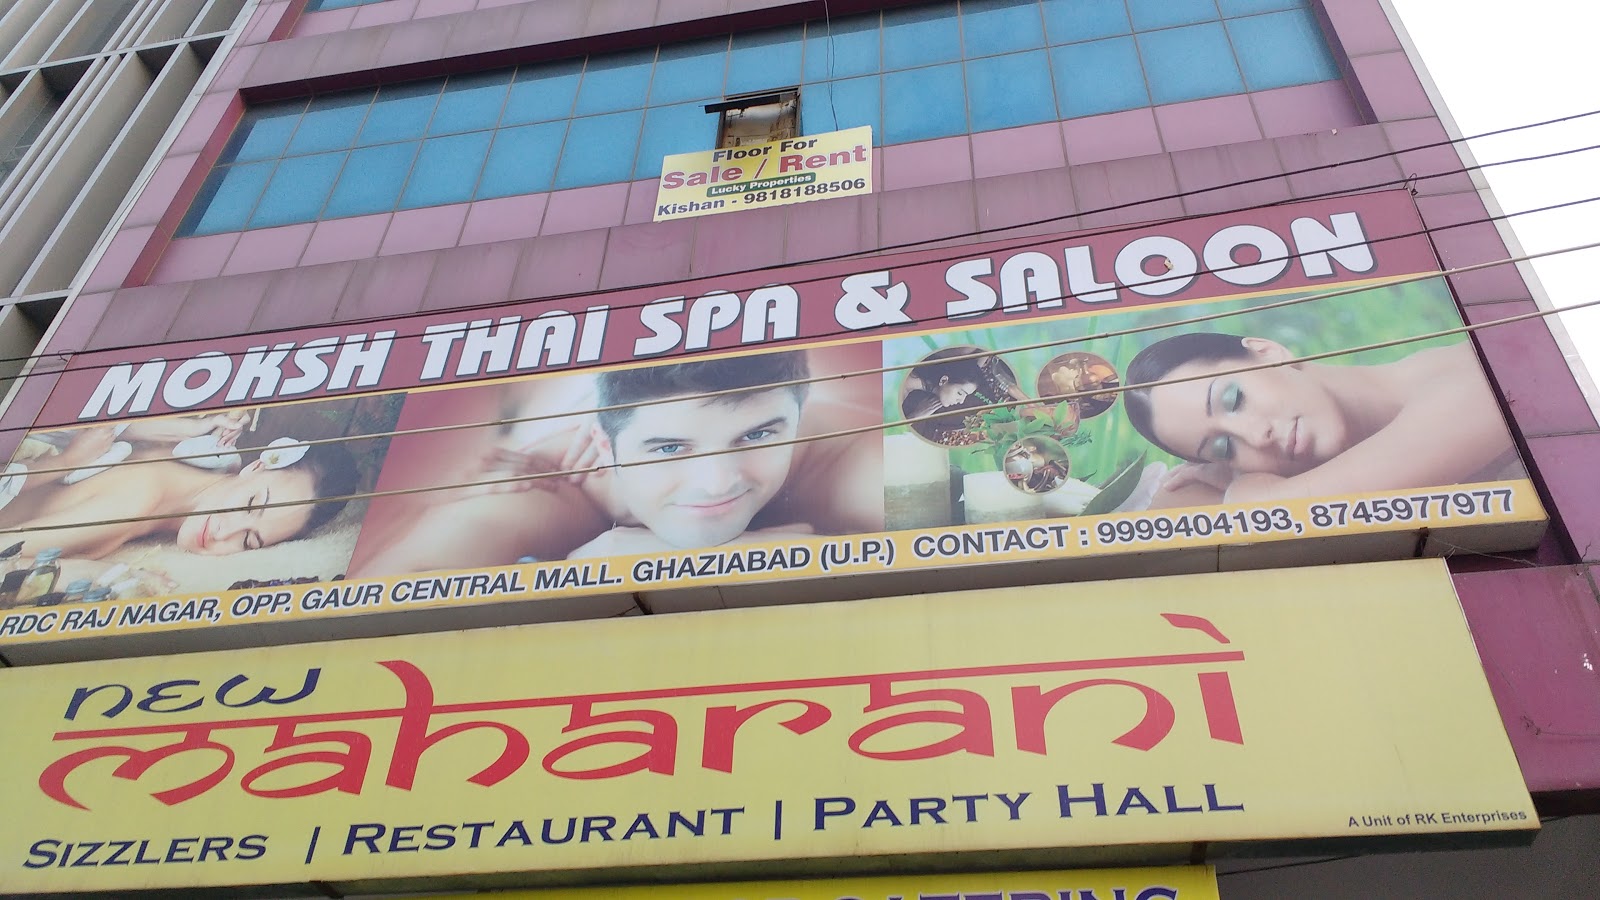 Floor For
Sale / Rent
Lucky Properties
Kishan - 9818188506
MOKSH THAI SPA & SALOON
RDC RAJ NAGAR, OPP. GAUR CENTRAL MALL. GHAZIABAD (U.P.) CONTACT : 9999404193, 8745977977
new
maharani
SIZZLERS | RESTAURANT | PARTY HALL
A Unit of RK Enterprises